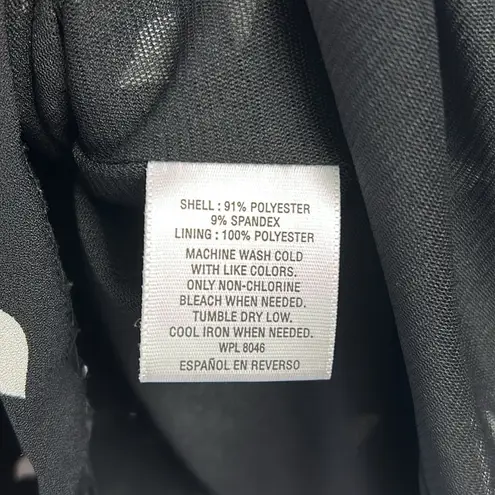 SHELL : 91% POLYESTER
9% SPANDEX
LINING : 100% POLYESTER
MACHINE WASH COLD
WITH LIKE COLORS.
ONLY NON-CHLORINE
BLEACH WHEN NEEDED.
TUMBLE DRY LOW.
COOL IRON WHEN NEEDED.
WPL 8046
ESPAÑOL EN REVERSO